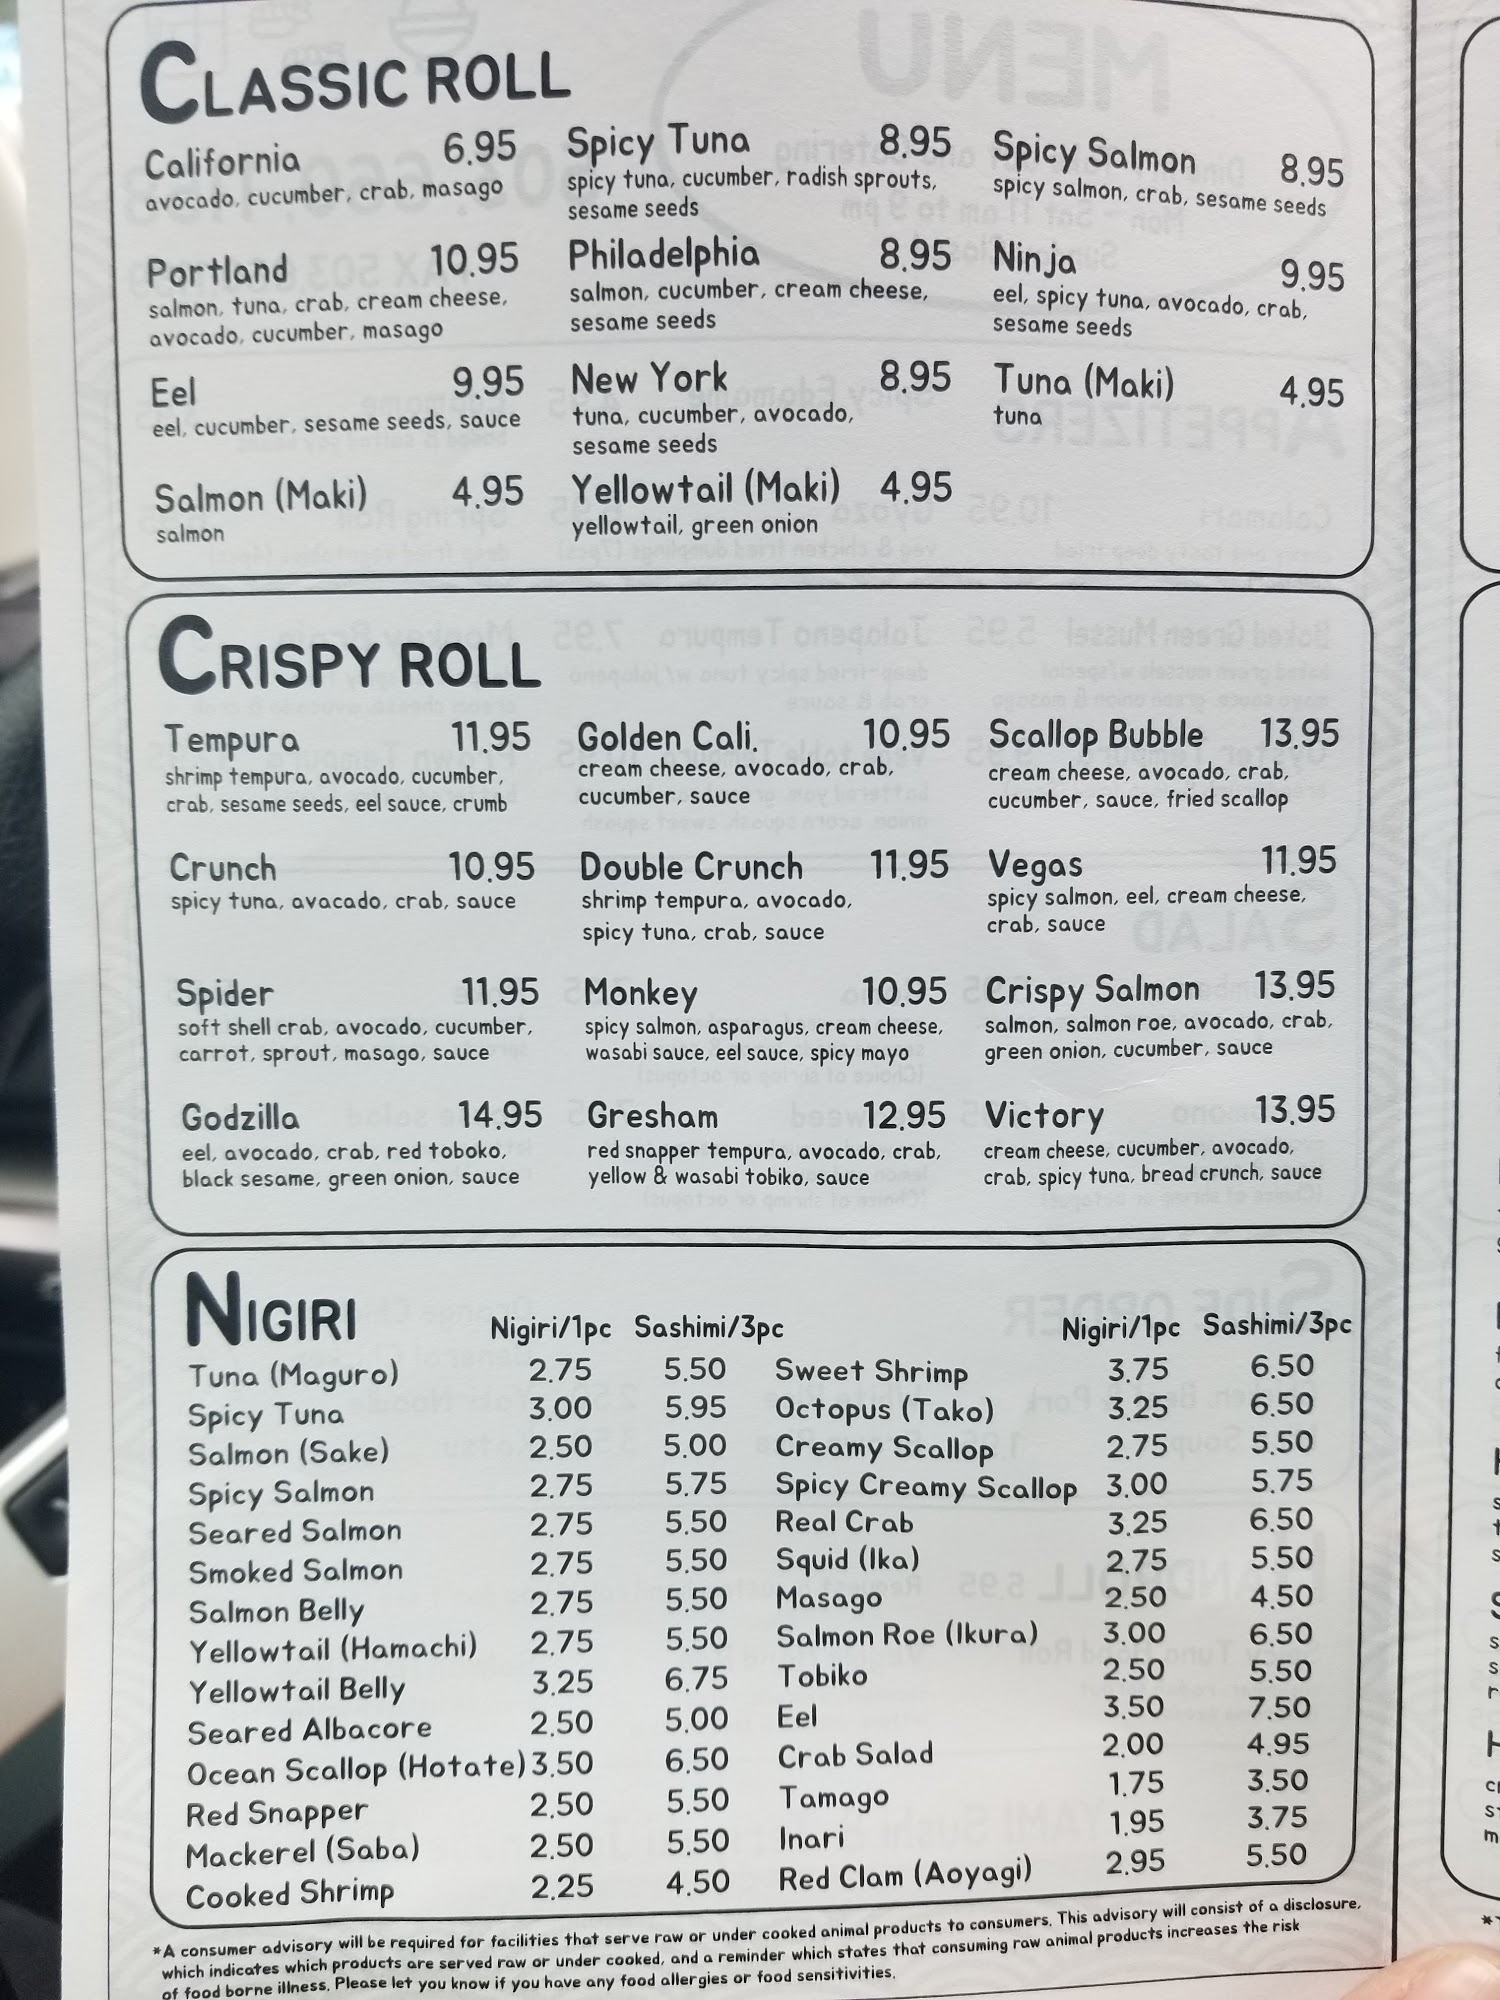 CLASSIC ROLL
California 6.95
avocado, cucumber, crab, masago
Spicy Tuna 8.95
spicy tuna, cucumber, radish sprouts,
sesame seeds
Spicy Salmon 8.95
spicy salmon, crab, sesame seeds
Portland 10.95
salmon, tuna, crab, cream cheese,
avocado, cucumber, masago
Philadelphia 8.95
salmon, cucumber, cream cheese,
sesame seeds
Ninja 9.95
eel, spicy tuna, avocado, crab,
sesame seeds
Eel 9.95
eel, cucumber, sesame seeds, sauce
New York 8.95
tuna, cucumber, avocado,
sesame seeds
Tuna (Maki) 4.95
tuna
Salmon (Maki) 4.95
salmon
Yellowtail (Maki) 4.95
yellowtail, green onion
CRISPY ROLL
Tempura 11.95
shrimp tempura, avocado, cucumber,
crab, sesame seeds, eel sauce, crumb
Golden Cali. 10.95
cream cheese, avocado, crab,
cucumber, sauce
Scallop Bubble 13.95
cream cheese, avocado, crab,
cucumber, sauce, fried scallop
Crunch 10.95
spicy tuna, avacado, crab, sauce
Double Crunch 11.95
shrimp tempura, avocado,
spicy tuna, crab, sauce
Vegas 11.95
spicy salmon, eel, cream cheese,
crab, sauce
Spider 11.95
soft shell crab, avocado, cucumber,
carrot, sprout, masago, sauce
Monkey 10.95
spicy salmon, asparagus, cream cheese,
wasabi sauce, eel sauce, spicy mayo
Crispy Salmon 13.95
salmon, salmon roe, avocado, crab,
green onion, cucumber, sauce
Godzilla 14.95
eel, avocado, crab, red toboko,
black sesame, green onion, sauce
Gresham 12.95
red snapper tempura, avocado, crab,
yellow & wasabi tobiko, sauce
Victory 13.95
cream cheese, cucumber, avocado,
crab, spicy tuna, bread crunch, sauce
NIGIRI
Nigiri/1pc Sashimi/3pc
Tuna (Maguro) 2.75 5.50
Spicy Tuna 3.00 5.95
Salmon (Sake) 2.50 5.00
Spicy Salmon 2.75 5.75
Seared Salmon 2.75 5.50
Smoked Salmon 2.75 5.50
Salmon Belly 2.75 5.50
Yellowtail (Hamachi) 2.75 5.50
Yellowtail Belly 3.25 6.75
Seared Albacore 2.50 5.00
Ocean Scallop (Hotate) 3.50 6.50
Red Snapper 2.50 5.50
Mackerel (Saba) 2.50 5.50
Cooked Shrimp 2.25 4.50
Nigiri/1pc Sashimi/3pc
Sweet Shrimp 3.75 6.50
Octopus (Tako) 3.25 6.50
Creamy Scallop 2.75 5.50
Spicy Creamy Scallop 3.00 5.75
Real Crab 3.25 6.50
Squid (Ika) 2.75 5.50
Masago 2.50 4.50
Salmon Roe (Ikura) 3.00 6.50
Tobiko 2.50 5.50
Eel 3.50 7.50
Crab Salad 2.00 4.95
Tamago 1.75 3.50
Inari 1.95 3.75
Red Clam (Aoyagi) 2.95 5.50
*A consumer advisory will be required for facilities that serve raw or under cooked animal products to consumers. This advisory will consist of a disclosure,
which indicates which products are served raw or under cooked, and a reminder which states that consuming raw animal products increases the risk
of food borne illness. Please let you know if you have any food allergies or food sensitivities.